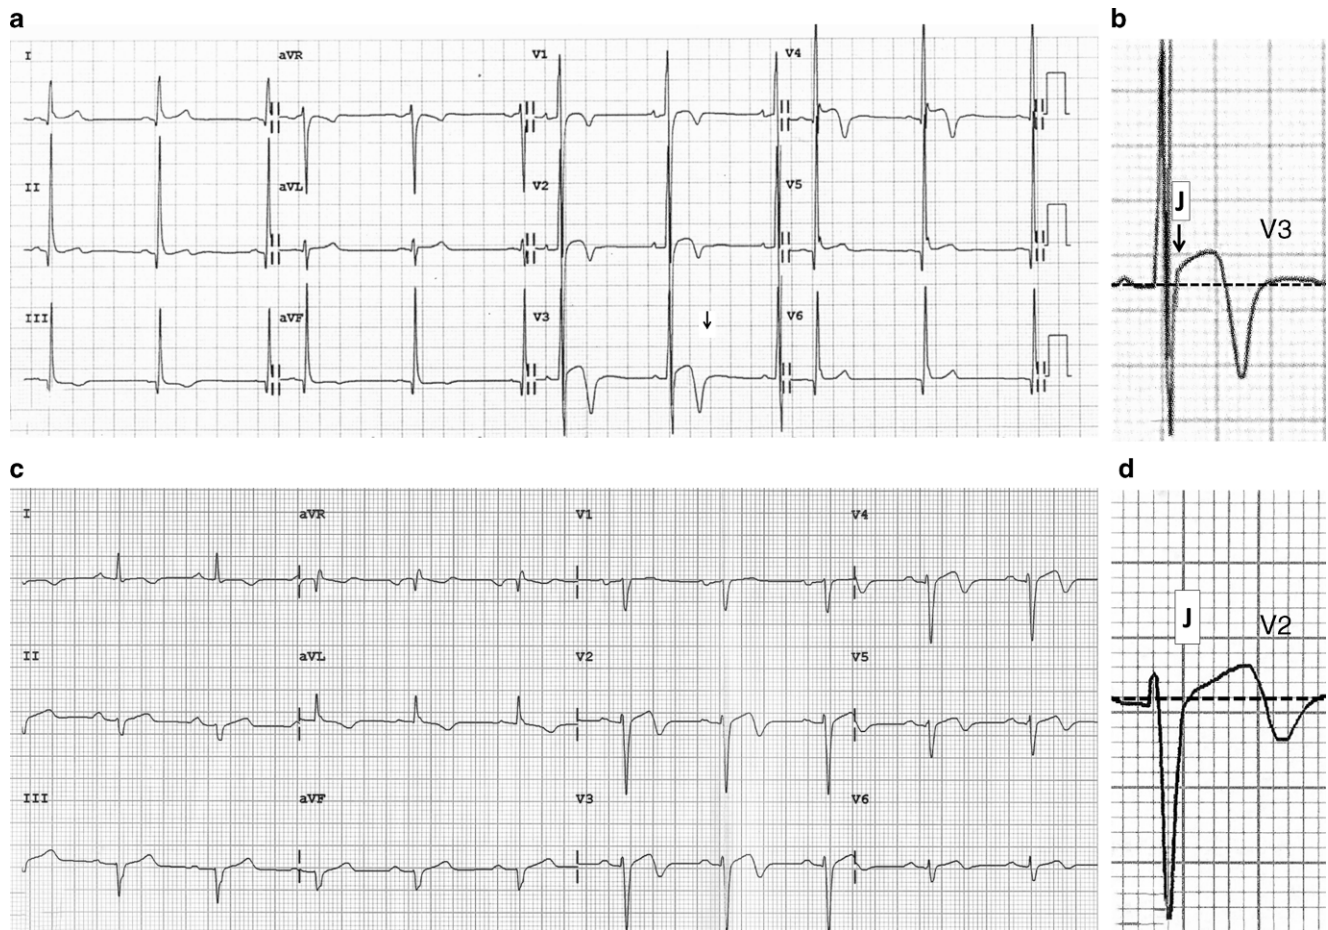 a
I aVR V1 V4
II aVL V2 V5
III aVF V3 V6
b
J
V3
c
I aVR V1 V4
II aVL V2 V5
III aVF V3 V6
d
J
V2